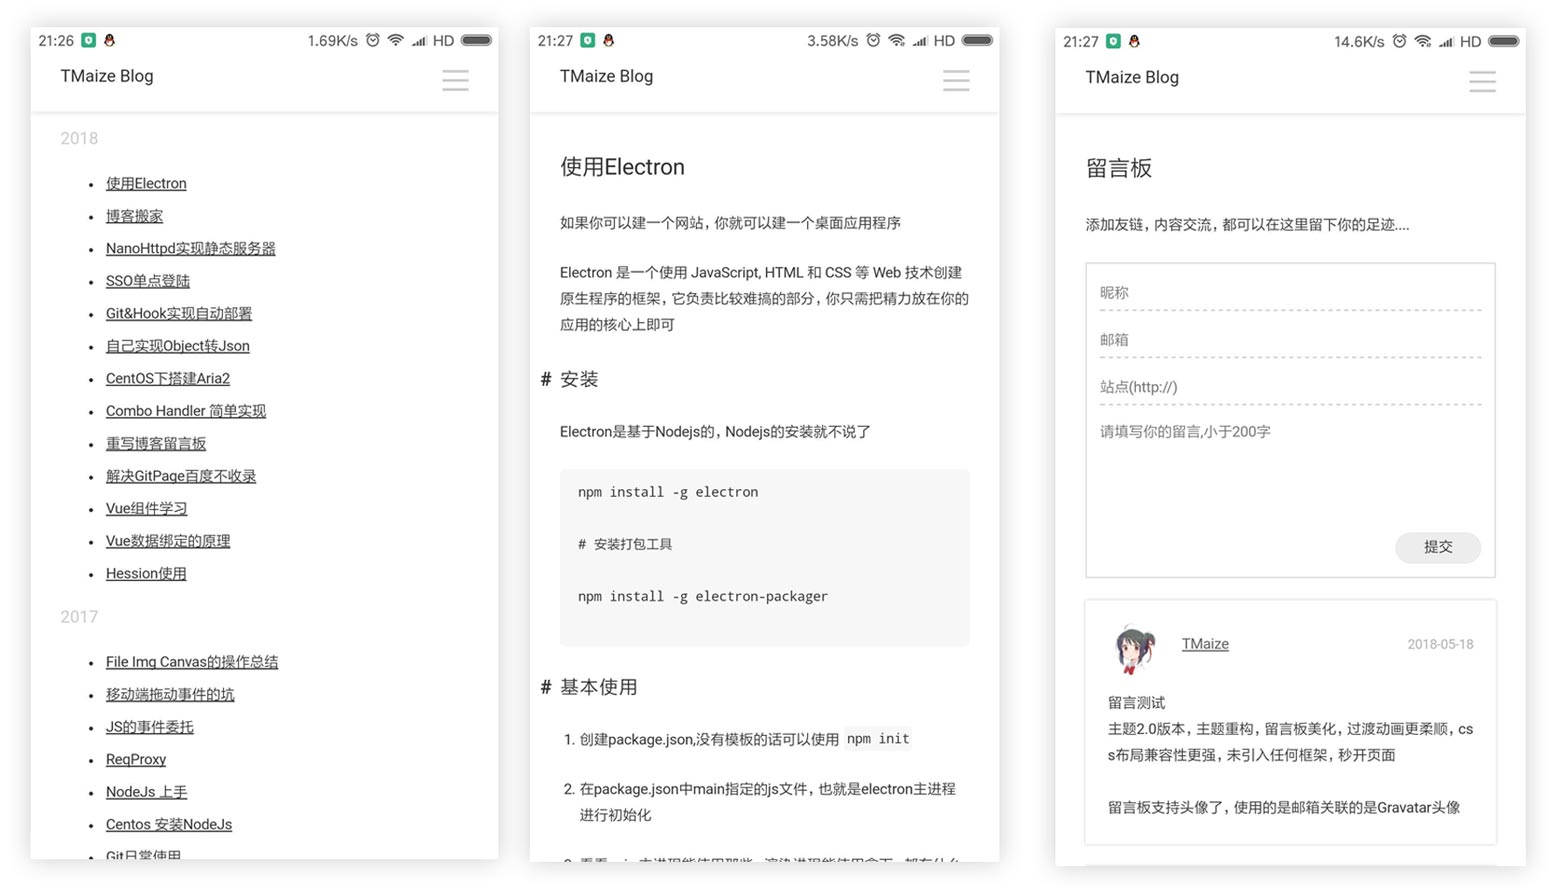 21:26 1.69K/s HD
TMaize Blog
2018
使用Electron
博客搬家
NanoHttpd实现静态服务器
SSO单点登陆
Git&Hook实现自动部署
自己实现Object转Json
CentOS下搭建Aria2
Combo Handler 简单实现
重写博客留言板
解决GitPage百度不收录
Vue组件学习
Vue数据绑定的原理
Hession使用
2017
File Img Canvas的操作总结
移动端拖动事件的坑
JS的事件委托
ReqProxy
NodeJs 上手
Centos 安装NodeJs
Git日常使用
21:27 3.58K/s HD
TMaize Blog
使用Electron
如果你可以建一个网站，你就可以建一个桌面应用程序
Electron 是一个使用 JavaScript, HTML 和 CSS 等 Web 技术创建
原生程序的框架，它负责比较难搞的部分，你只需把精力放在你的
应用的核心上即可
# 安装
Electron是基于Nodejs的，Nodejs的安装就不说了
npm install -g electron
# 安装打包工具
npm install -g electron-packager
# 基本使用
1. 创建package.json,没有模板的话可以使用 npm init
2. 在package.json中main指定的js文件，也就是electron主进程
进行初始化
21:27 14.6K/s HD
TMaize Blog
留言板
添加友链，内容交流，都可以在这里留下你的足迹....
昵称
邮箱
站点(http://)
请填写你的留言,小于200字
提交
TMaize 2018-05-18
留言测试
主题2.0版本，主题重构，留言板美化，过渡动画更柔顺，cs
s布局兼容性更强，未引入任何框架，秒开页面
留言板支持头像了，使用的是邮箱关联的是Gravatar头像